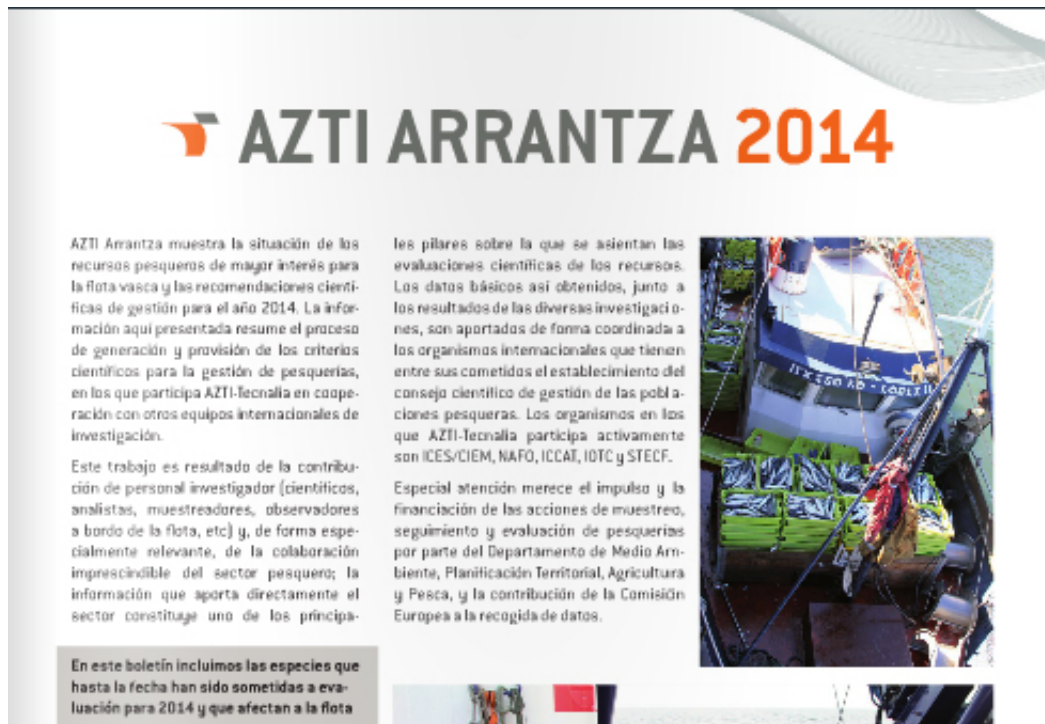 AZTI ARRANTZA 2014
AZTI Arrantza muestra la situación de los
recursos pesqueros de mayor interés para
la flota vasca y las recomendaciones cientí-
ficas de gestión para el año 2014. La infor-
mación aquí presentada resume el proceso
de generación y provisión de los criterios
científicos para la gestión de pesquerías,
en los que participa AZTI-Tecnalia en coope-
ración con otros equipos internacionales de
investigación.
Este trabajo es resultado de la contribu-
ción de personal investigador (científicos,
analistas, muestreadores, observadores
a bordo de la flota, etc) y, de forma espe-
cialmente relevante, de la colaboración
imprescindible del sector pesquero; la
información que aporta directamente el
sector constituye uno de los principa-
En este boletín incluimos las especies que
hasta la fecha han sido sometidas a eva-
luación para 2014 y que afectan a la flota
les pilares sobre la que se asientan las
evaluaciones científicas de los recursos.
Los datos básicos así obtenidos, junto a
los resultados de las diversas investigacio-
nes, son aportados de forma coordinada a
los organismos internacionales que tienen
entre sus cometidos el establecimiento del
consejo científico de gestión de las pobla-
ciones pesqueras. Los organismos en los
que AZTI-Tecnalia participa activamente
son ICES/CIEM, NAFO, ICCAT, IOTC y STECF.
Especial atención merece el impulso y la
financiación de las acciones de muestreo,
seguimiento y evaluación de pesquerías
por parte del Departamento de Medio Am-
biente, Planificación Territorial, Agricultura
y Pesca, y la contribución de la Comisión
Europea a la recogida de datos.